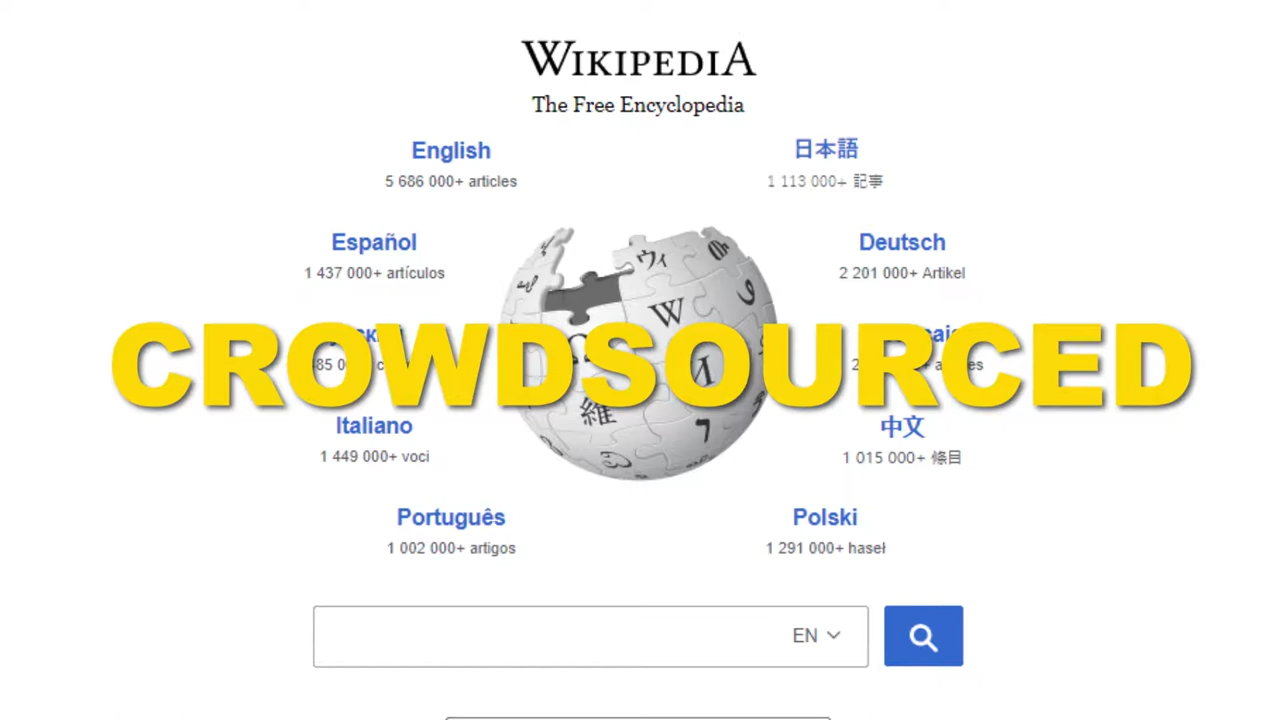 WIKIPEDIA
The Free Encyclopedia
English
5 686 000+ articles
日本語
1 113 000+ 記事
Español
1 437 000+ artículos
Deutsch
2 201 000+ Artikel
CROWDSOURCED
Italiano
1 449 000+ voci
中文
1 015 000+ 條目
Português
1 002 000+ artigos
Polski
1 291 000+ haseł
EN